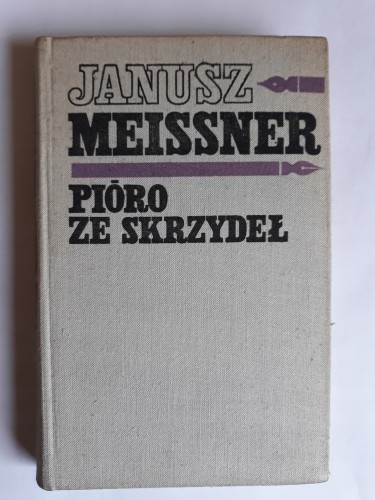 JANUSZ
MEISSNER
PIÓRO
ZE SKRZYDEŁ